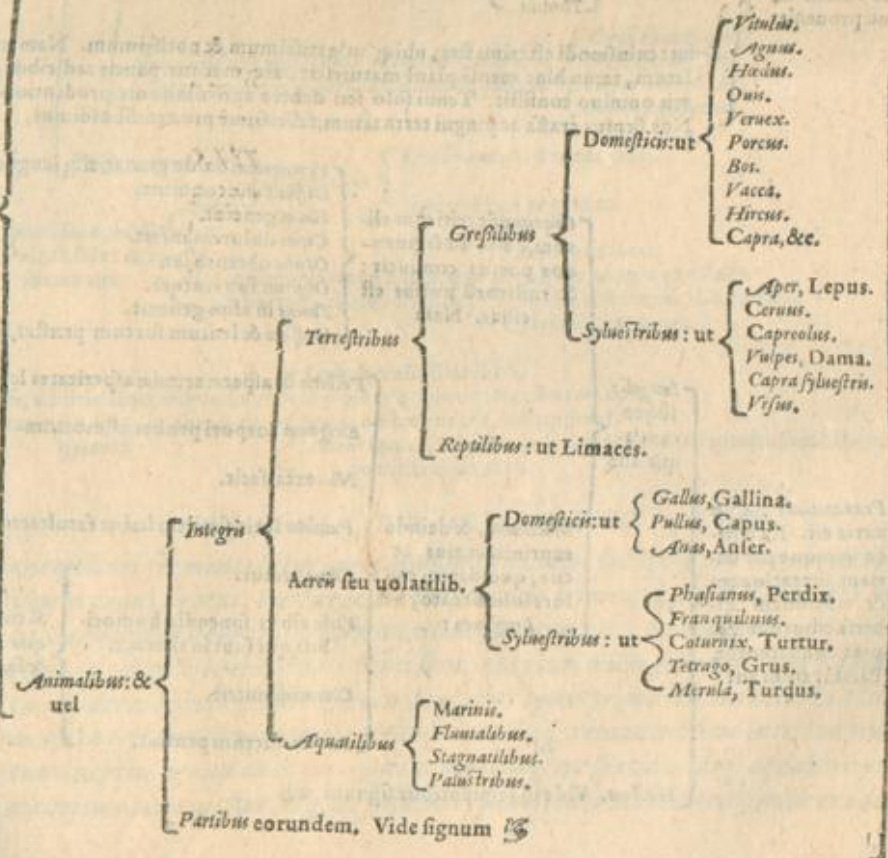 Vitulus.
Agnus.
Hœdus.
Ouis.
Veruex.
Porcus.
Domesticis: ut
Bos.
Vacca.
Hircus.
Capra, &c.
Gressilibus
Aper, Lepus.
Ceruus.
Syluestribus: ut
Capreolus.
Vulpes, Dama.
Capra syluestris.
Vrsus.
Terrestribus
Reptilibus: ut Limaces.
Integris
Gallus, Gallina.
Domesticis: ut
Pullus, Capus.
Anas, Anser.
Aereis seu uolatilib.
Phasianus, Perdix.
Franquilinus.
Syluestribus: ut
Coturnix, Turtur.
Tetrago, Grus.
Merula, Turdus.
Animalibus: &
uel
Marinis.
Aquatilibus
Fluuialibus.
Stagnatilibus.
Palustribus.
Partibus eorundem. Vide signum